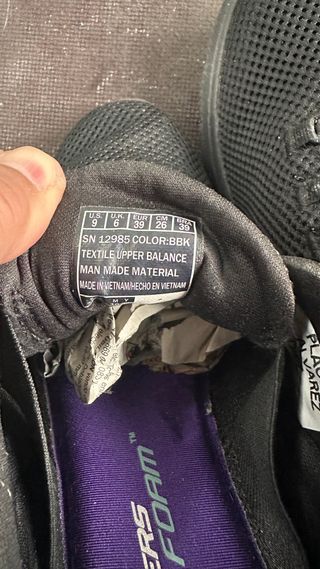 U.S. U.K. EUR CM BRA
9 6 39 26 39
SN 12985 COLOR:BBK
TEXTILE UPPER BALANCE
MAN MADE MATERIAL
MADE IN VIETNAM/HECHO EN VIETNAM
M Y
ERS
FOAM™